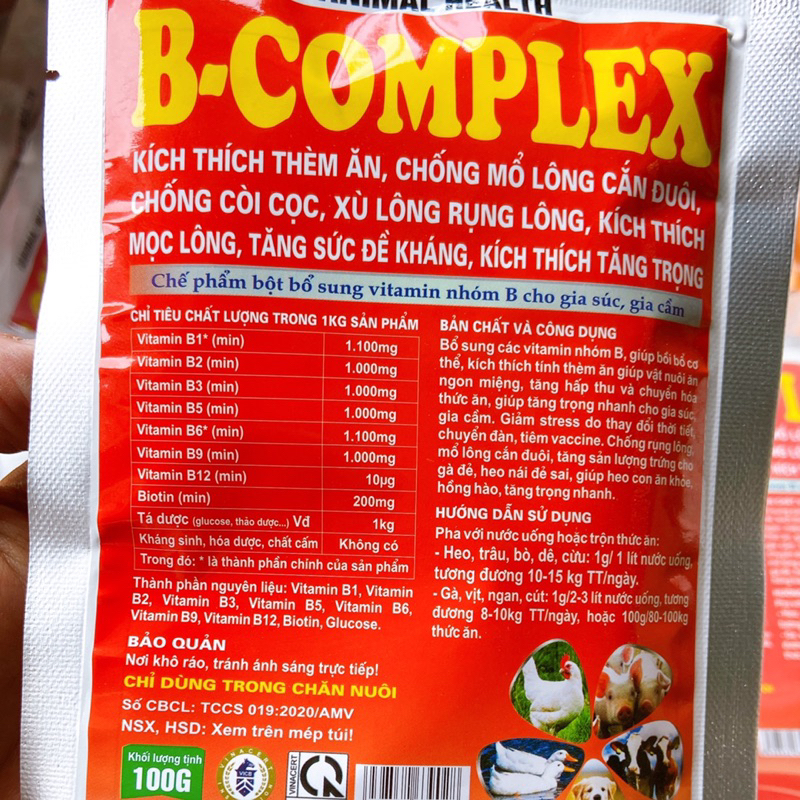 ANIMAL HEALTH
B-COMPLEX
KÍCH THÍCH THÈM ĂN, CHỐNG MỔ LÔNG CẮN ĐUÔI,
CHỐNG CÒI CỌC, XÙ LÔNG RỤNG LÔNG, KÍCH THÍCH
MỌC LÔNG, TĂNG SỨC ĐỀ KHÁNG, KÍCH THÍCH TĂNG TRỌNG
Chế phẩm bột bổ sung vitamin nhóm B cho gia súc, gia cầm
CHỈ TIÊU CHẤT LƯỢNG TRONG 1KG SẢN PHẨM
Vitamin B1* (min) 1.100mg
Vitamin B2 (min) 1.000mg
Vitamin B3 (min) 1.000mg
Vitamin B5 (min) 1.000mg
Vitamin B6* (min) 1.100mg
Vitamin B9 (min) 1.000mg
Vitamin B12 (min) 10µg
Biotin (min) 200mg
Tá dược (glucose, thảo dược...) Vđ 1kg
Kháng sinh, hóa dược, chất cấm Không có
Trong đó: * là thành phần chính của sản phẩm
Thành phần nguyên liệu: Vitamin B1, Vitamin
B2, Vitamin B3, Vitamin B5, Vitamin B6,
Vitamin B9, Vitamin B12, Biotin, Glucose.
BẢO QUẢN
Nơi khô ráo, tránh ánh sáng trực tiếp!
CHỈ DÙNG TRONG CHĂN NUÔI
Số CBCL: TCCS 019:2020/AMV
NSX, HSD: Xem trên mép túi!
Khối lượng tịnh
100G
VINACERT
VICB
VINACERT
BẢN CHẤT VÀ CÔNG DỤNG
Bổ sung các vitamin nhóm B, giúp bồi bổ cơ
thể, kích thích tính thèm ăn giúp vật nuôi ăn
ngon miệng, tăng hấp thu và chuyển hóa
thức ăn, giúp tăng trọng nhanh cho gia súc,
gia cầm. Giảm stress do thay đổi thời tiết,
chuyển đàn, tiêm vaccine. Chống rụng lông,
mổ lông cắn đuôi, tăng sản lượng trứng cho
gà đẻ, heo nái đẻ sai, giúp heo con ăn khỏe,
hồng hào, tăng trọng nhanh.
HƯỚNG DẪN SỬ DỤNG
Pha với nước uống hoặc trộn thức ăn:
- Heo, trâu, bò, dê, cừu: 1g/ 1 lít nước uống,
tương đương 10-15 kg TT/ngày.
- Gà, vịt, ngan, cút: 1g/2-3 lít nước uống, tương
đương 8-10kg TT/ngày, hoặc 100g/80-100kg
thức ăn.